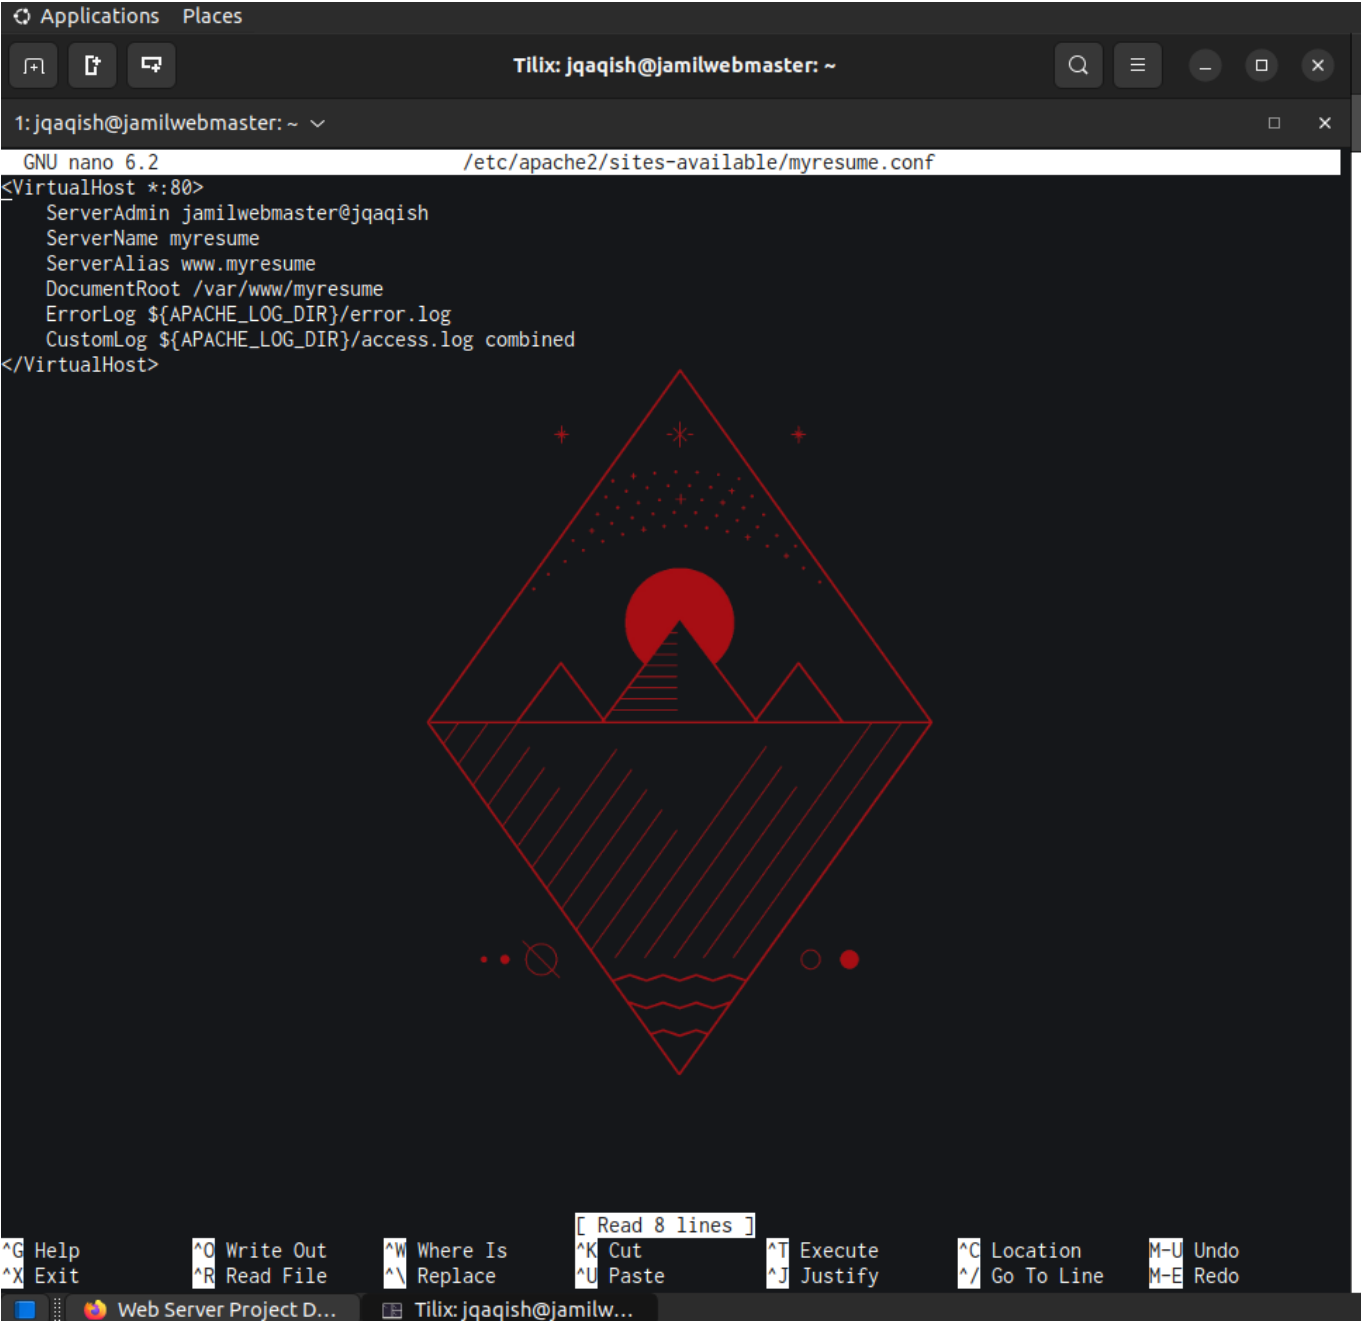 Applications Places
Tilix: jqaqish@jamilwebmaster: ~
1: jqaqish@jamilwebmaster: ~
GNU nano 6.2 /etc/apache2/sites-available/myresume.conf
<VirtualHost *:80>
    ServerAdmin jamilwebmaster@jqaqish
    ServerName myresume
    ServerAlias www.myresume
    DocumentRoot /var/www/myresume
    ErrorLog ${APACHE_LOG_DIR}/error.log
    CustomLog ${APACHE_LOG_DIR}/access.log combined
</VirtualHost>
[ Read 8 lines ]
^G Help ^O Write Out ^W Where Is ^K Cut ^T Execute ^C Location M-U Undo
^X Exit ^R Read File ^\ Replace ^U Paste ^J Justify ^/ Go To Line M-E Redo
Web Server Project D... Tilix: jqaqish@jamilw...